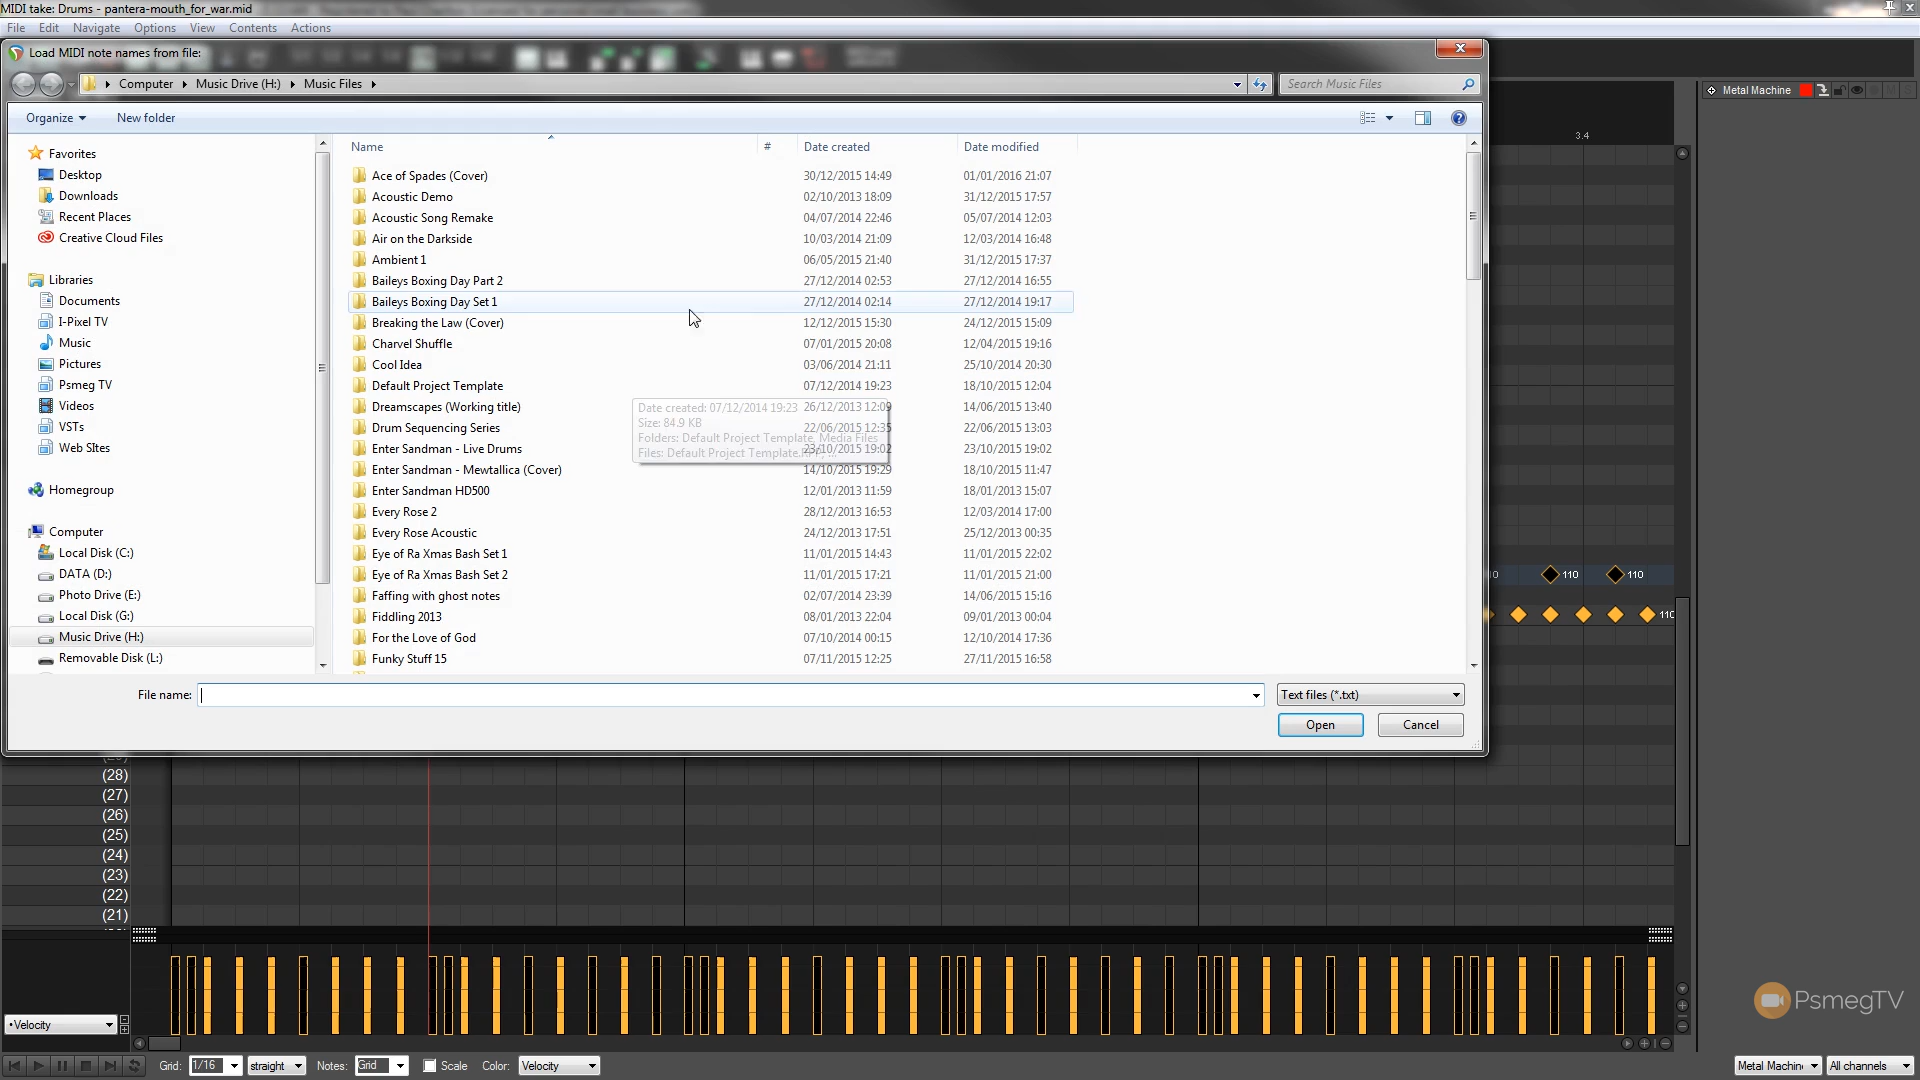 MIDI take: Drums - pantera-mouth_for_war.mid
File Edit Navigate Options View Contents Actions
Load MIDI note names from file:
Computer Music Drive (H:) Music Files
Search Music Files
Organize New folder
Metal Machine
3.4
Name # Date created Date modified
Favorites
Desktop
Downloads
Recent Places
Creative Cloud Files
Libraries
Documents
I-Pixel TV
Music
Pictures
Psmeg TV
Videos
VSTs
Web SItes
Homegroup
Computer
Local Disk (C:)
DATA (D:)
Photo Drive (E:)
Local Disk (G:)
Music Drive (H:)
Removable Disk (L:)
Ace of Spades (Cover) 30/12/2015 14:49 01/01/2016 21:07
Acoustic Demo 02/10/2013 18:09 31/12/2015 17:57
Acoustic Song Remake 04/07/2014 22:46 05/07/2014 12:03
Air on the Darkside 10/03/2014 21:09 12/03/2014 16:48
Ambient 1 06/05/2015 21:40 31/12/2015 17:37
Baileys Boxing Day Part 2 27/12/2014 02:53 27/12/2014 16:55
Baileys Boxing Day Set 1 27/12/2014 02:14 27/12/2014 19:17
Breaking the Law (Cover) 12/12/2015 15:30 24/12/2015 15:09
Charvel Shuffle 07/01/2015 20:08 12/04/2015 19:16
Cool Idea 03/06/2014 21:11 25/10/2014 20:30
Default Project Template 07/12/2014 19:23 18/10/2015 12:04
Dreamscapes (Working title) 26/12/2013 12:09 14/06/2015 13:40
Drum Sequencing Series 22/06/2015 12:35 22/06/2015 13:03
Enter Sandman - Live Drums 23/10/2015 19:02 23/10/2015 19:02
Enter Sandman - Mewtallica (Cover) 14/10/2015 19:29 18/10/2015 11:47
Enter Sandman HD500 12/01/2013 11:59 18/01/2013 15:07
Every Rose 2 28/12/2013 16:53 12/03/2014 17:00
Every Rose Acoustic 24/12/2013 17:51 25/12/2013 00:35
Eye of Ra Xmas Bash Set 1 11/01/2015 14:43 11/01/2015 22:02
Eye of Ra Xmas Bash Set 2 11/01/2015 17:21 11/01/2015 21:00
Faffing with ghost notes 02/07/2014 23:39 14/06/2015 15:16
Fiddling 2013 08/01/2013 22:04 09/01/2013 00:04
For the Love of God 07/10/2014 00:15 12/10/2014 17:36
Funky Stuff 15 07/11/2015 12:25 27/11/2015 16:58
Date created: 07/12/2014 19:23
Size: 84.9 KB
Folders: Default Project Template, Media Files
Files: Default Project Template.RPP, ...
110 110
File name: Text files (*.txt)
Open Cancel
(28)
(27)
(26)
(25)
(24)
(23)
(22)
(21)
PsmegTV
Velocity
Grid: 1/16 straight Notes: Grid Scale Color: Velocity
Metal Machin All channels